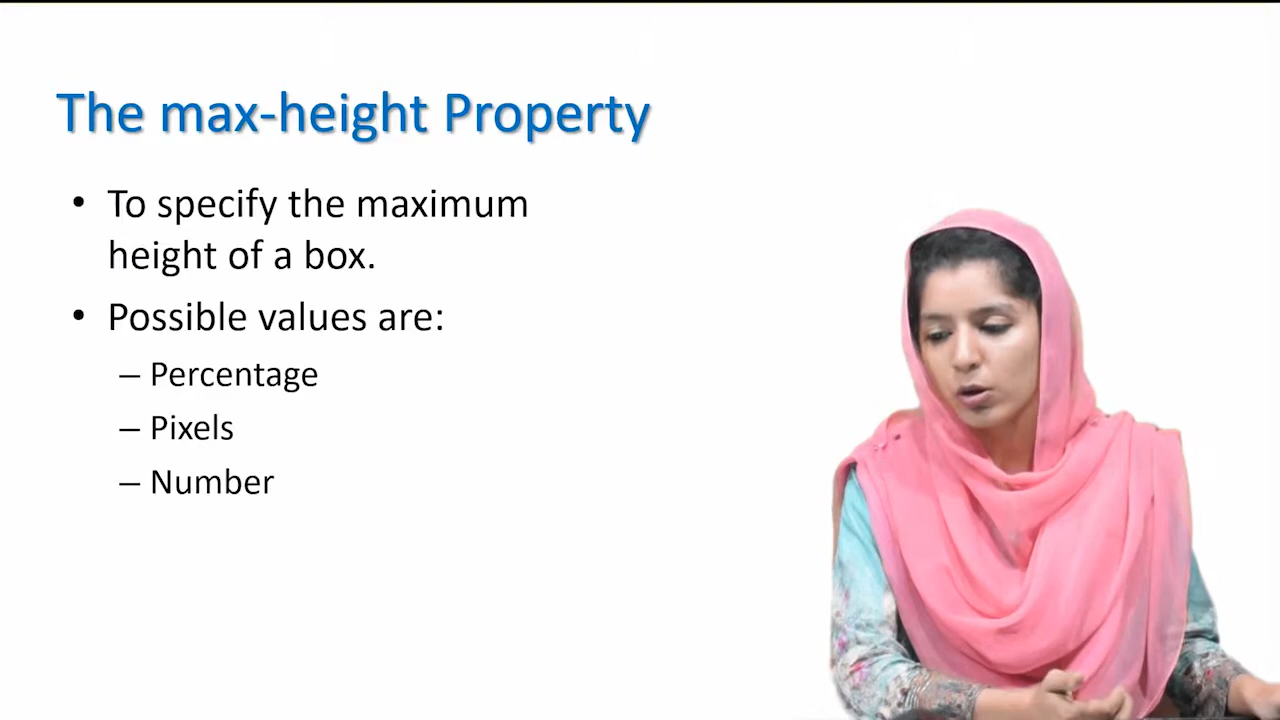 The max-height Property
• To specify the maximum
height of a box.
• Possible values are:
– Percentage
– Pixels
– Number